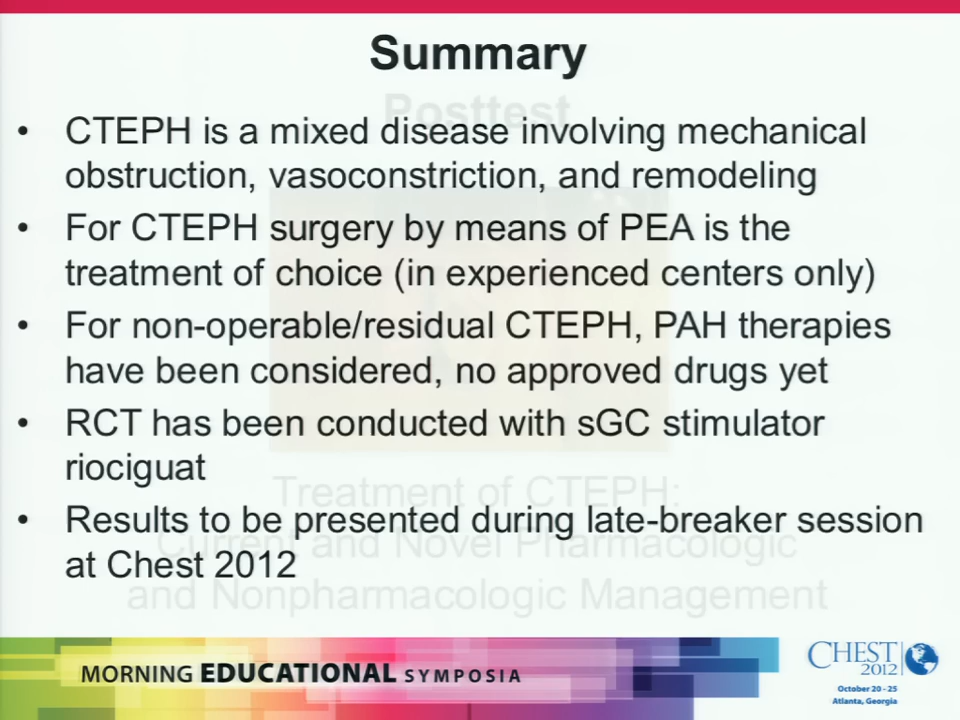 Summary
Posttest
• CTEPH is a mixed disease involving mechanical
obstruction, vasoconstriction, and remodeling
• For CTEPH surgery by means of PEA is the
treatment of choice (in experienced centers only)
• For non-operable/residual CTEPH, PAH therapies
have been considered, no approved drugs yet
• RCT has been conducted with sGC stimulator
riociguat
Treatment of CTEPH:
• Results to be presented during late-breaker session
Current and Novel Pharmacologic
at Chest 2012
and Nonpharmacologic Management
MORNING EDUCATIONAL SYMPOSIA
CHEST
2012
October 20 - 25
Atlanta, Georgia